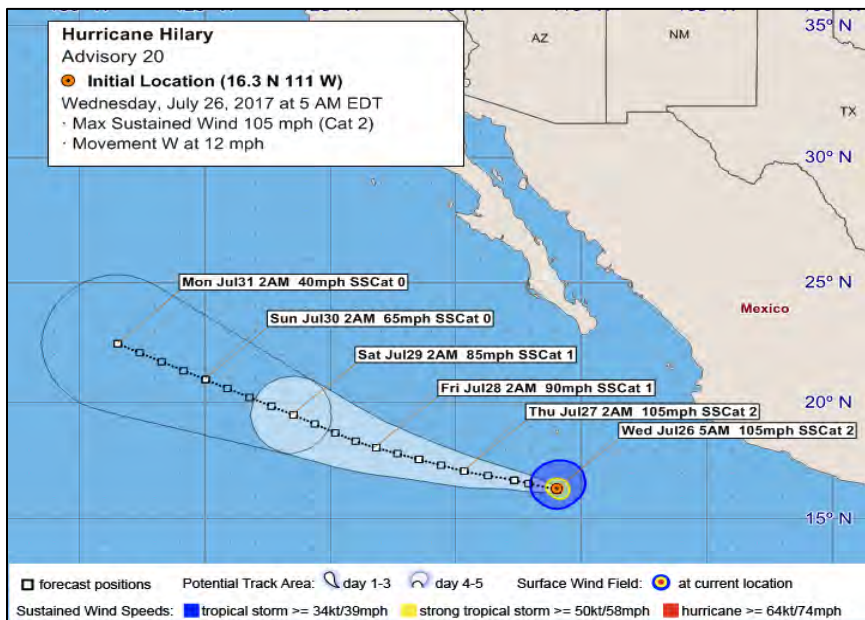 Hurricane Hilary
Advisory 20
Initial Location (16.3 N 111 W)
Wednesday, July 26, 2017 at 5 AM EDT
· Max Sustained Wind 105 mph (Cat 2)
· Movement W at 12 mph
AZ
NM
TX
35° N
30° N
25° N
Mexico
20° N
15° N
Mon Jul31 2AM 40mph SSCat 0
Sun Jul30 2AM 65mph SSCat 0
Sat Jul29 2AM 85mph SSCat 1
Fri Jul28 2AM 90mph SSCat 1
Thu Jul27 2AM 105mph SSCat 2
Wed Jul26 5AM 105mph SSCat 2
forecast positions Potential Track Area: day 1-3 day 4-5 Surface Wind Field: at current location
Sustained Wind Speeds: tropical storm >= 34kt/39mph strong tropical storm >= 50kt/58mph hurricane >= 64kt/74mph